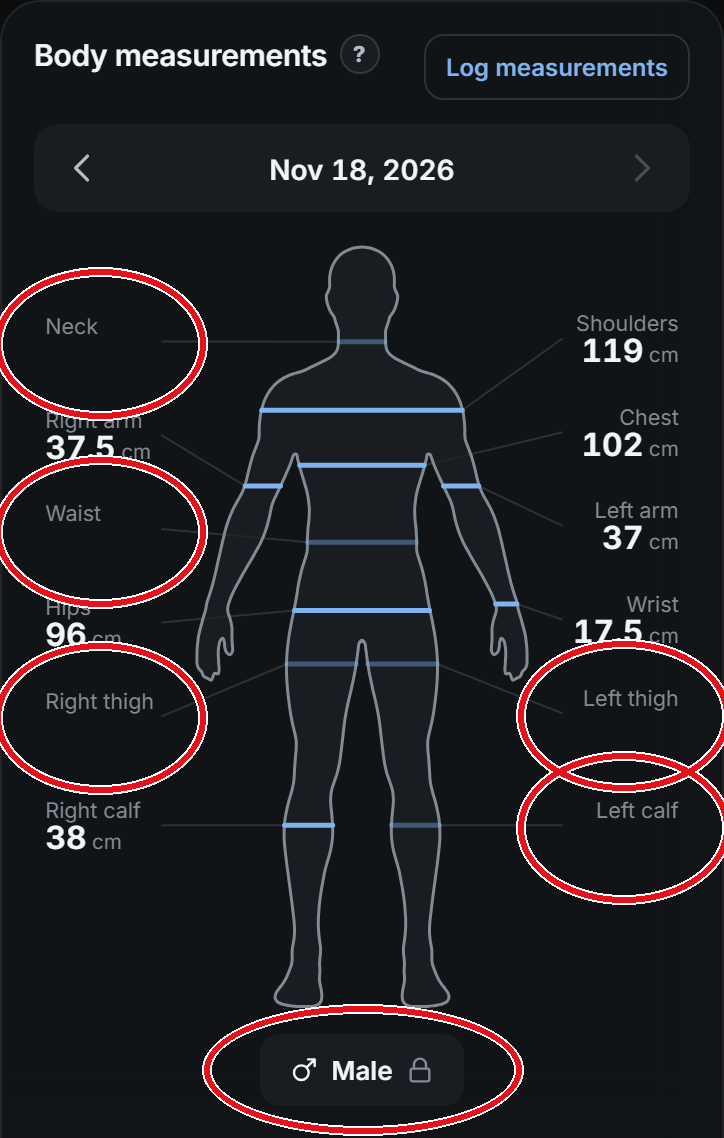 Body measurements ?
Log measurements
Nov 18, 2026
Neck
Shoulders
119 cm
Right arm
37.5 cm
Chest
102 cm
Waist
Left arm
37 cm
Hips
96 cm
Wrist
17.5 cm
Right thigh
Left thigh
Right calf
38 cm
Left calf
Male